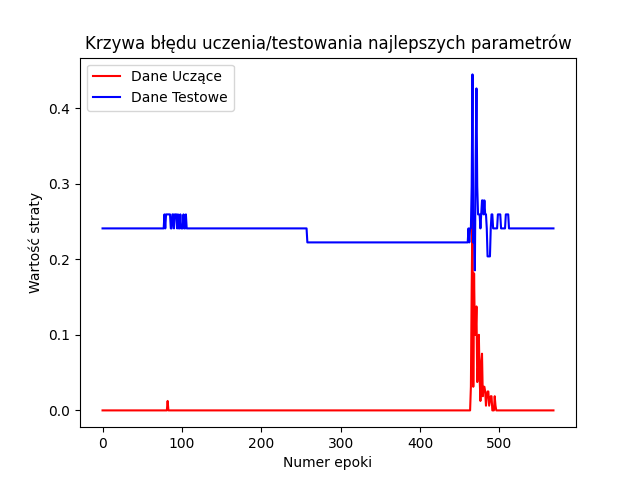 Krzywa błędu uczenia/testowania najlepszych parametrów
Dane Uczące
Dane Testowe
Wartość straty
0.4
0.3
0.2
0.1
0.0
0 100 200 300 400 500
Numer epoki